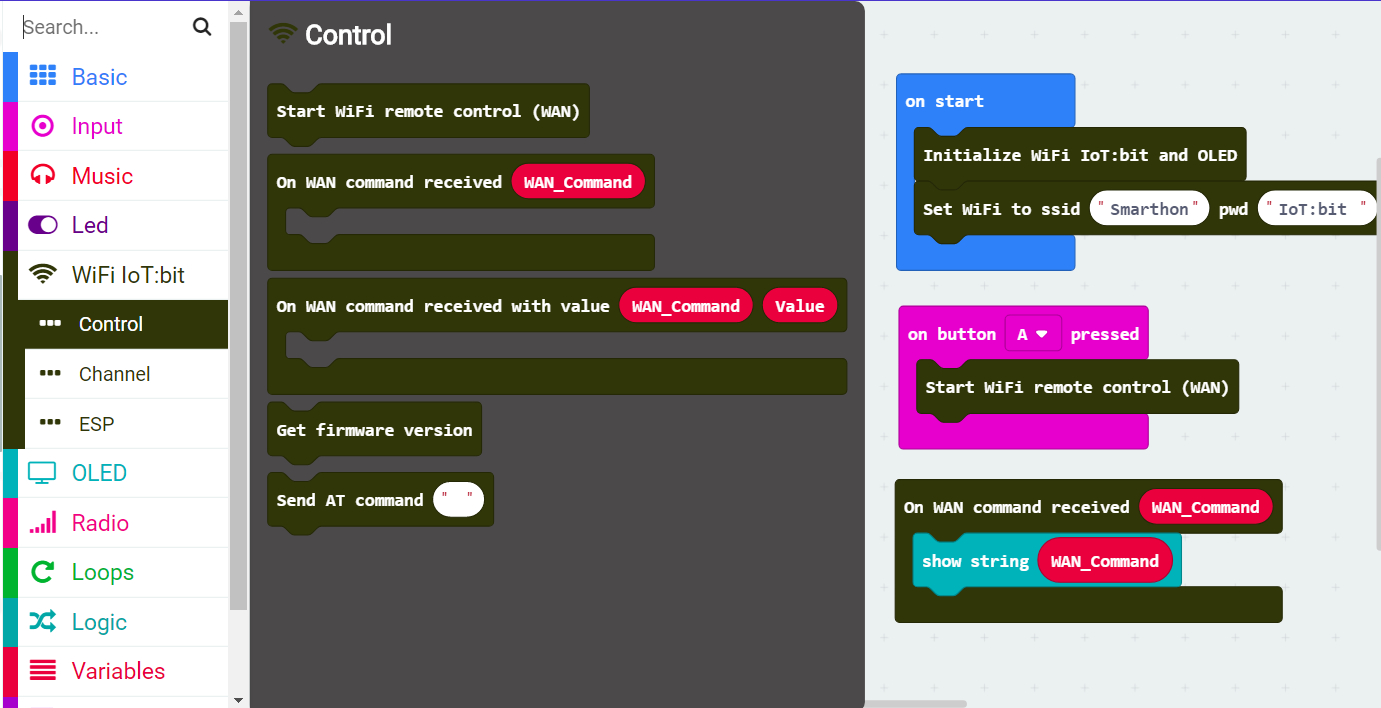 Search...
Basic
Input
Music
Led
WiFi IoT:bit
Control
Channel
ESP
OLED
Radio
Loops
Logic
Variables
Control
Start WiFi remote control (WAN)
On WAN command received WAN_Command
On WAN command received with value WAN_Command Value
Get firmware version
Send AT command " "
on start
Initialize WiFi IoT:bit and OLED
Set WiFi to ssid "Smarthon" pwd "IoT:bit "
on button A pressed
Start WiFi remote control (WAN)
On WAN command received WAN_Command
show string WAN_Command